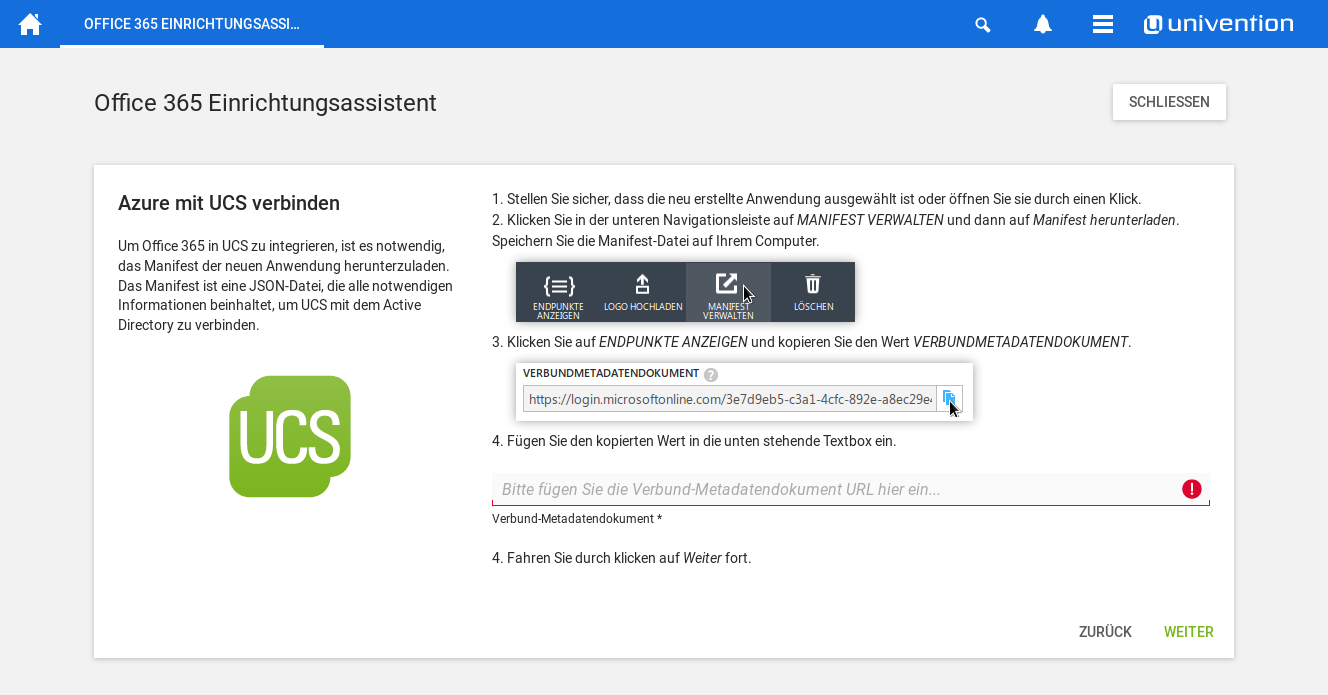 OFFICE 365 EINRICHTUNGSASSI...
univention
Office 365 Einrichtungsassistent
SCHLIESSEN
Azure mit UCS verbinden
Um Office 365 in UCS zu integrieren, ist es notwendig,
das Manifest der neuen Anwendung herunterzuladen.
Das Manifest ist eine JSON-Datei, die alle notwendigen
Informationen beinhaltet, um UCS mit dem Active
Directory zu verbinden.
UCS
1. Stellen Sie sicher, dass die neu erstellte Anwendung ausgewählt ist oder öffnen Sie sie durch einen Klick.
2. Klicken Sie in der unteren Navigationsleiste auf MANIFEST VERWALTEN und dann auf Manifest herunterladen.
Speichern Sie die Manifest-Datei auf Ihrem Computer.
ENDPUNKTE
ANZEIGEN
LOGO HOCHLADEN
MANIFEST
VERWALTEN
LÖSCHEN
3. Klicken Sie auf ENDPUNKTE ANZEIGEN und kopieren Sie den Wert VERBUNDMETADATENDOKUMENT.
VERBUNDMETADATENDOKUMENT ?
https://login.microsoftonline.com/3e7d9eb5-c3a1-4cfc-892e-a8ec29e
4. Fügen Sie den kopierten Wert in die unten stehende Textbox ein.
Bitte fügen Sie die Verbund-Metadatendokument URL hier ein...
Verbund-Metadatendokument *
4. Fahren Sie durch klicken auf Weiter fort.
ZURÜCK
WEITER